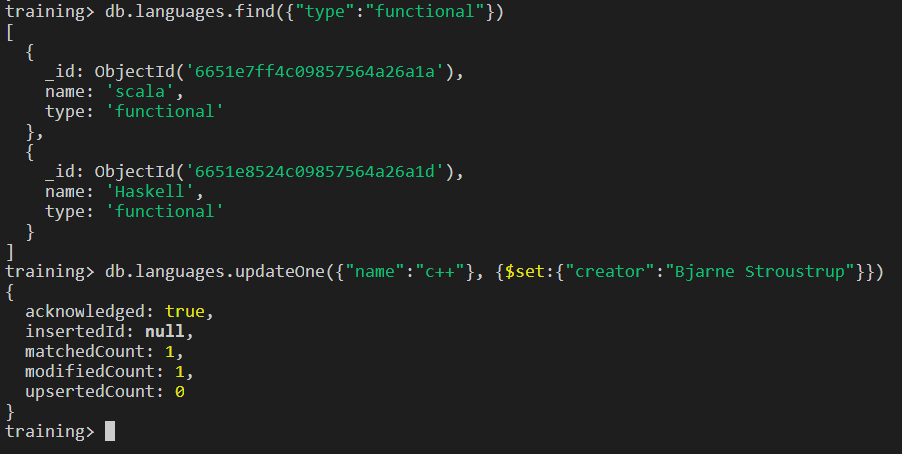 training> db.languages.find({"type":"functional"})
[
  {
    _id: ObjectId('6651e7ff4c09857564a26a1a'),
    name: 'scala',
    type: 'functional'
  },
  {
    _id: ObjectId('6651e8524c09857564a26a1d'),
    name: 'Haskell',
    type: 'functional'
  }
]
training> db.languages.updateOne({"name":"c++"}, {$set:{"creator":"Bjarne Stroustrup"}})
{
  acknowledged: true,
  insertedId: null,
  matchedCount: 1,
  modifiedCount: 1,
  upsertedCount: 0
}
training>